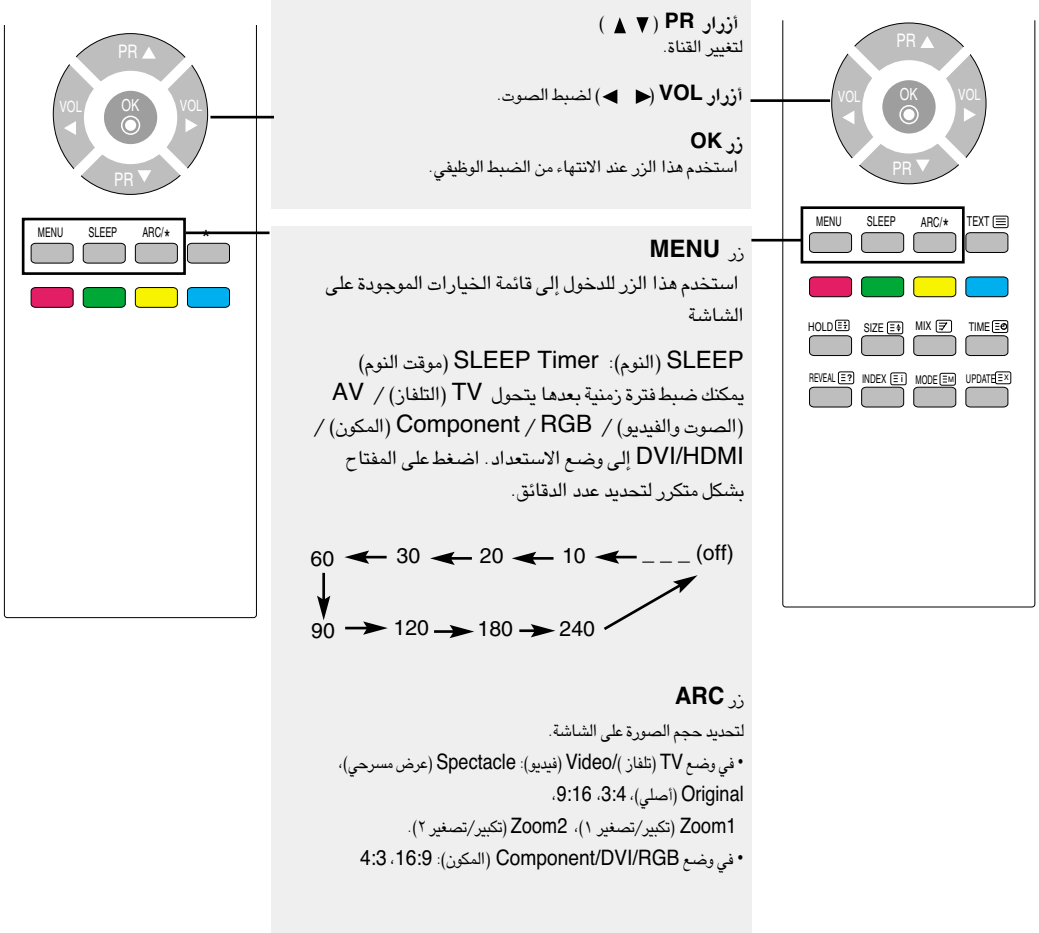 PR ▲
VOL
OK
VOL
◀
▶
PR ▼
MENU SLEEP ARC/* *
أزرار PR (▼ ▲ )
لتغيير القناة.
أزرار VOL (▶ ◀) لضبط الصوت.
زر OK
استخدم هذا الزر عند الانتهاء من الضبط الوظيفي.
زر MENU
استخدم هذا الزر للدخول إلى قائمة الخيارات الموجودة على
الشاشة
SLEEP (النوم): SLEEP Timer (موقت النوم)
يمكنك ضبط فترة زمنية بعدها يتحول TV (التلفاز) / AV
(الصوت والفيديو) / Component / RGB (المكون) /
DVI/HDMI إلى وضع الاستعداد. اضغط على المفتاح
بشكل متكرر لتحديد عدد الدقائق.
60 ← 30 ← 20 ← 10 ← _ _ _ (off)
90 → 120 → 180 → 240
زر ARC
لتحديد حجم الصورة على الشاشة.
• في وضع TV (تلفاز )/Video (فيديو): Spectacle (عرض مسرحي)،
Original (أصلي)، 3:4، 9:16،
Zoom1 (تكبير/تصغير ١)، Zoom2 (تكبير/تصغير ٢).
• في وضع Component/DVI/RGB (المكون): 16:9، 4:3
PR ▲
VOL
OK
VOL
◀
▶
PR ▼
MENU SLEEP ARC/* TEXT
HOLD SIZE MIX TIME
REVEAL ? INDEX i MODE M UPDATE X